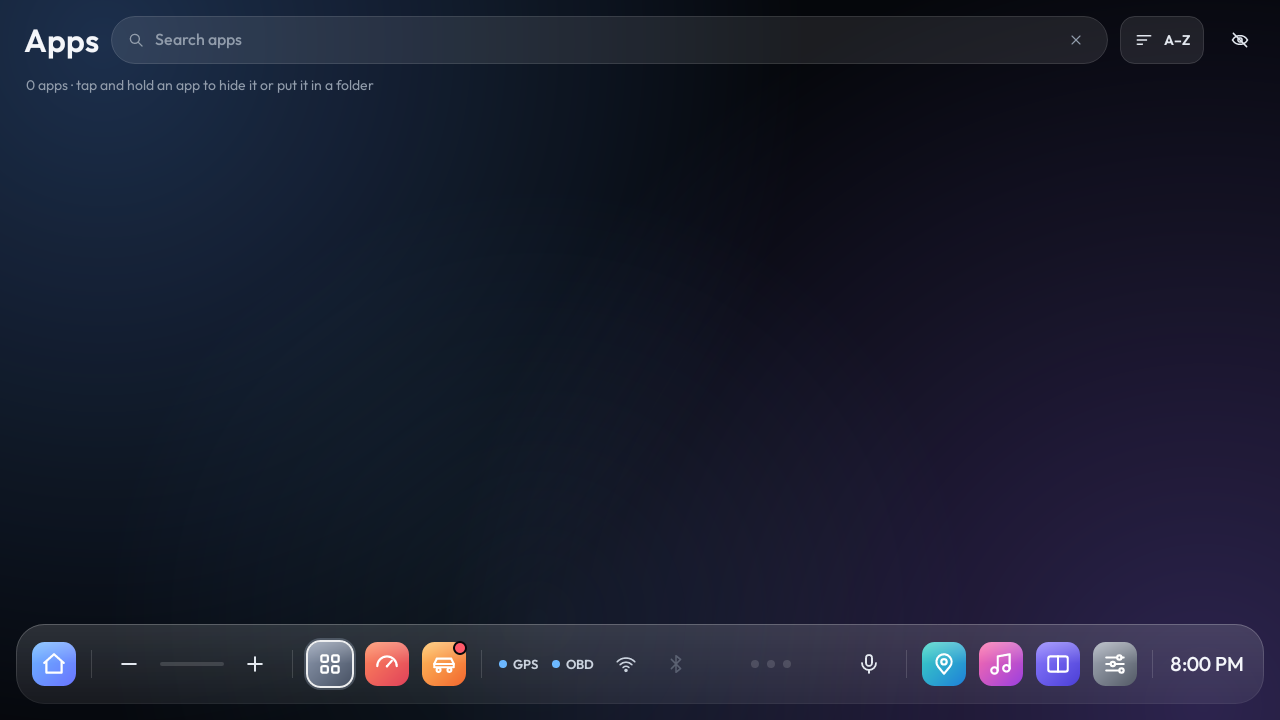 Apps
Search apps
A–Z
0 apps · tap and hold an app to hide it or put it in a folder
GPS
OBD
8:00 PM